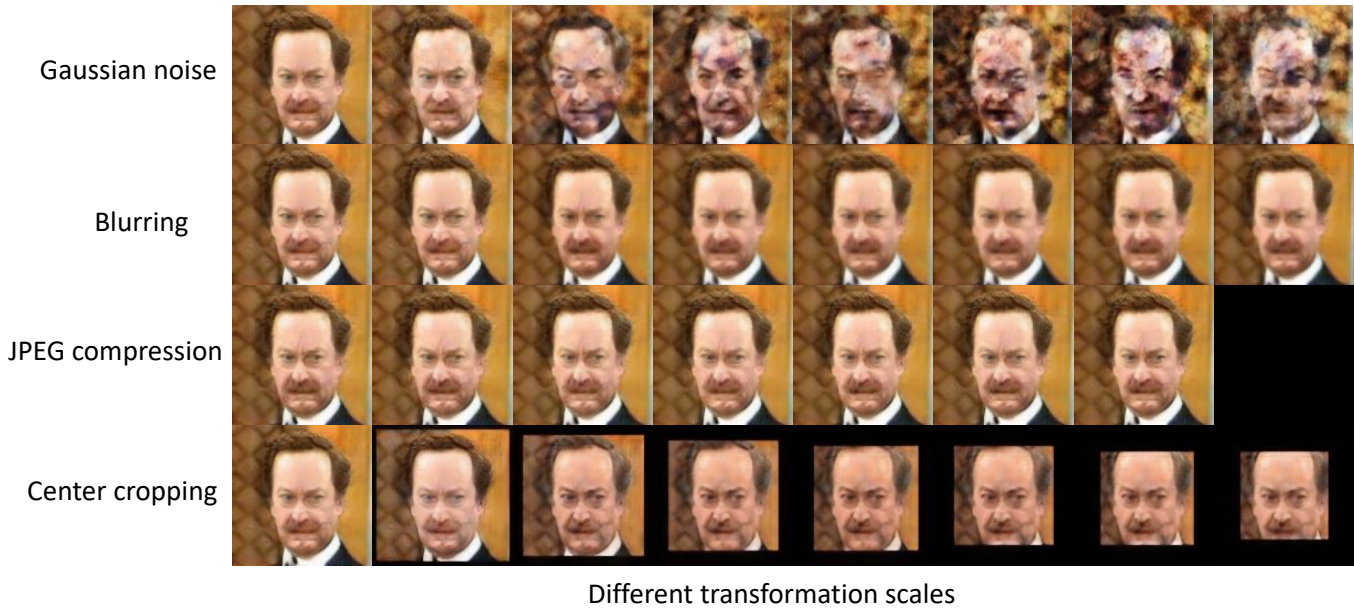 Gaussian noise
Blurring
JPEG compression
Center cropping
Different transformation scales